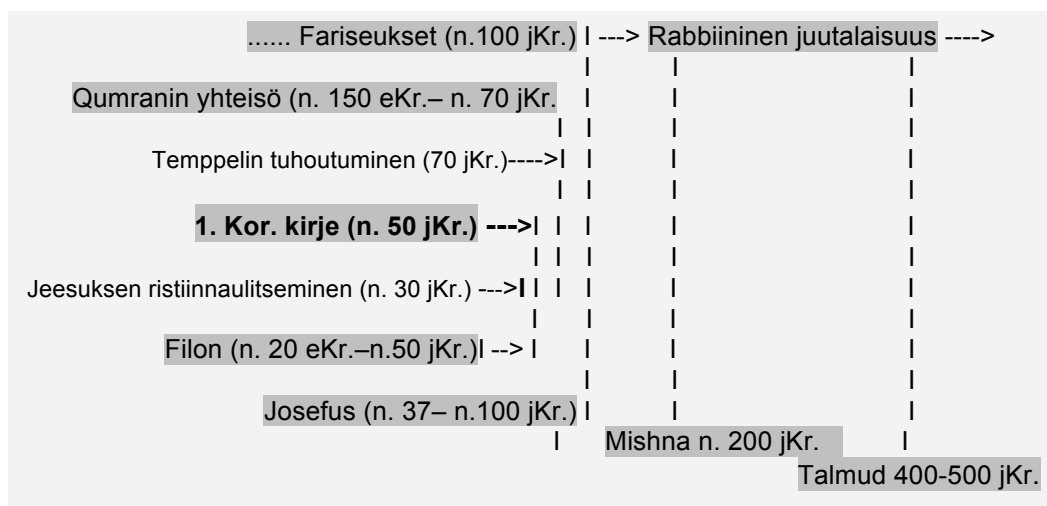 ...... Fariseukset (n.100 jKr.) I ---> Rabbiininen juutalaisuus ---->
I I I
Qumranin yhteisö (n. 150 eKr.– n. 70 jKr. I I I
I I I I
Temppelin tuhoutuminen (70 jKr.)---->I I I I
I I I I
1. Kor. kirje (n. 50 jKr.) --->I I I I I
I I I I I
Jeesuksen ristiinnaulitseminen (n. 30 jKr.) --->I I I I I I
I I I I
Filon (n. 20 eKr.–n.50 jKr.)I --> I I I I
I I I
Josefus (n. 37– n.100 jKr.) I I I
I Mishna n. 200 jKr. I
Talmud 400-500 jKr.